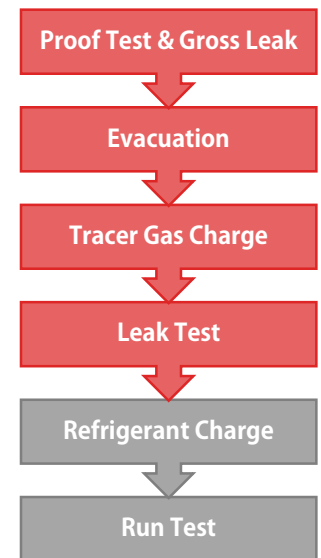 Proof Test & Gross Leak
Evacuation
Tracer Gas Charge
Leak Test
Refrigerant Charge
Run Test